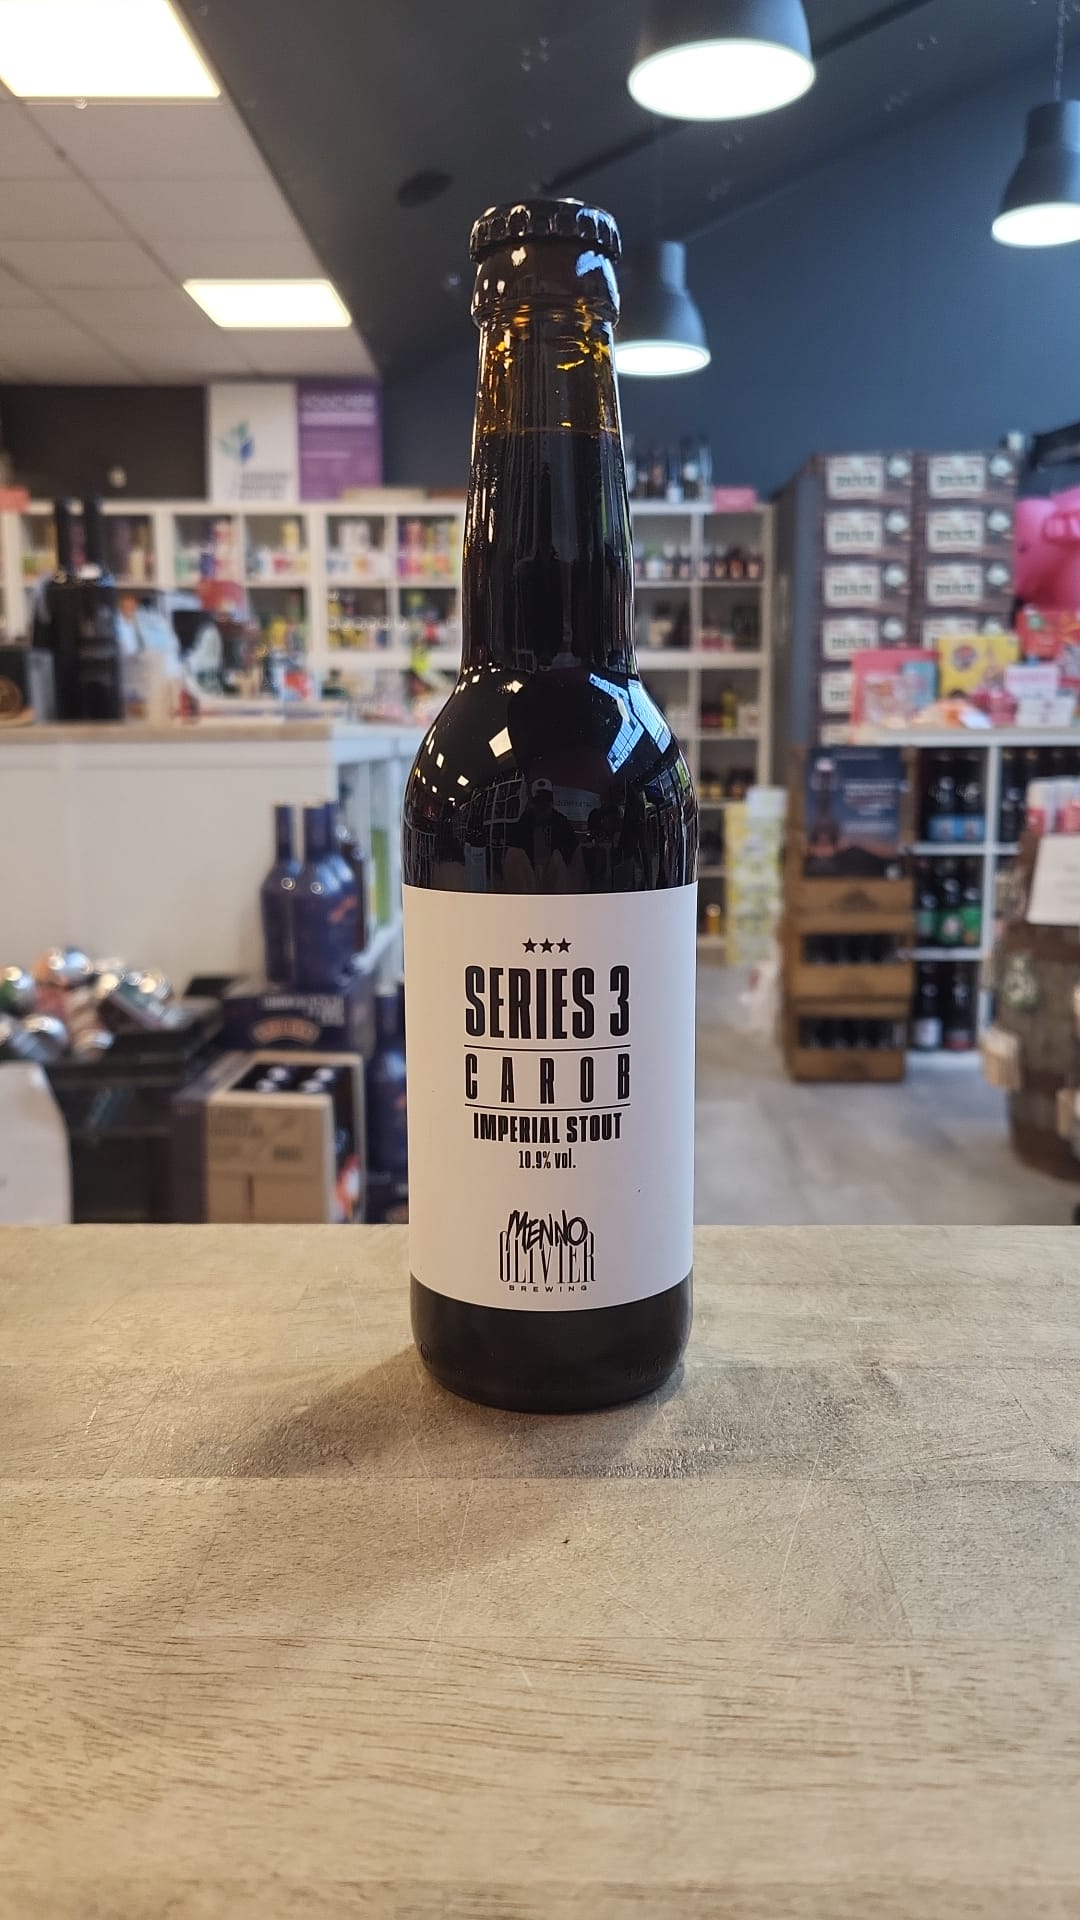 ★★★
SERIES 3
CAROB
IMPERIAL STOUT
10.9% vol.
MENNO
OLIVIER
BREWING